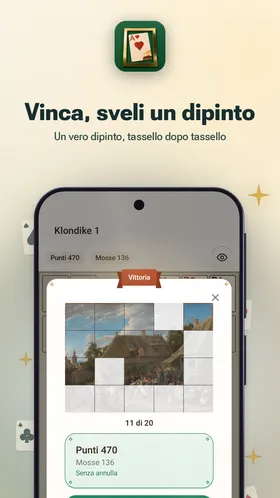 A
Vinca, sveli un dipinto
Un vero dipinto, tassello dopo tassello
Klondike 1
Punti 470
Mosse 136
Vittoria
11 di 20
Punti 470
Mosse 136
Senza annulla